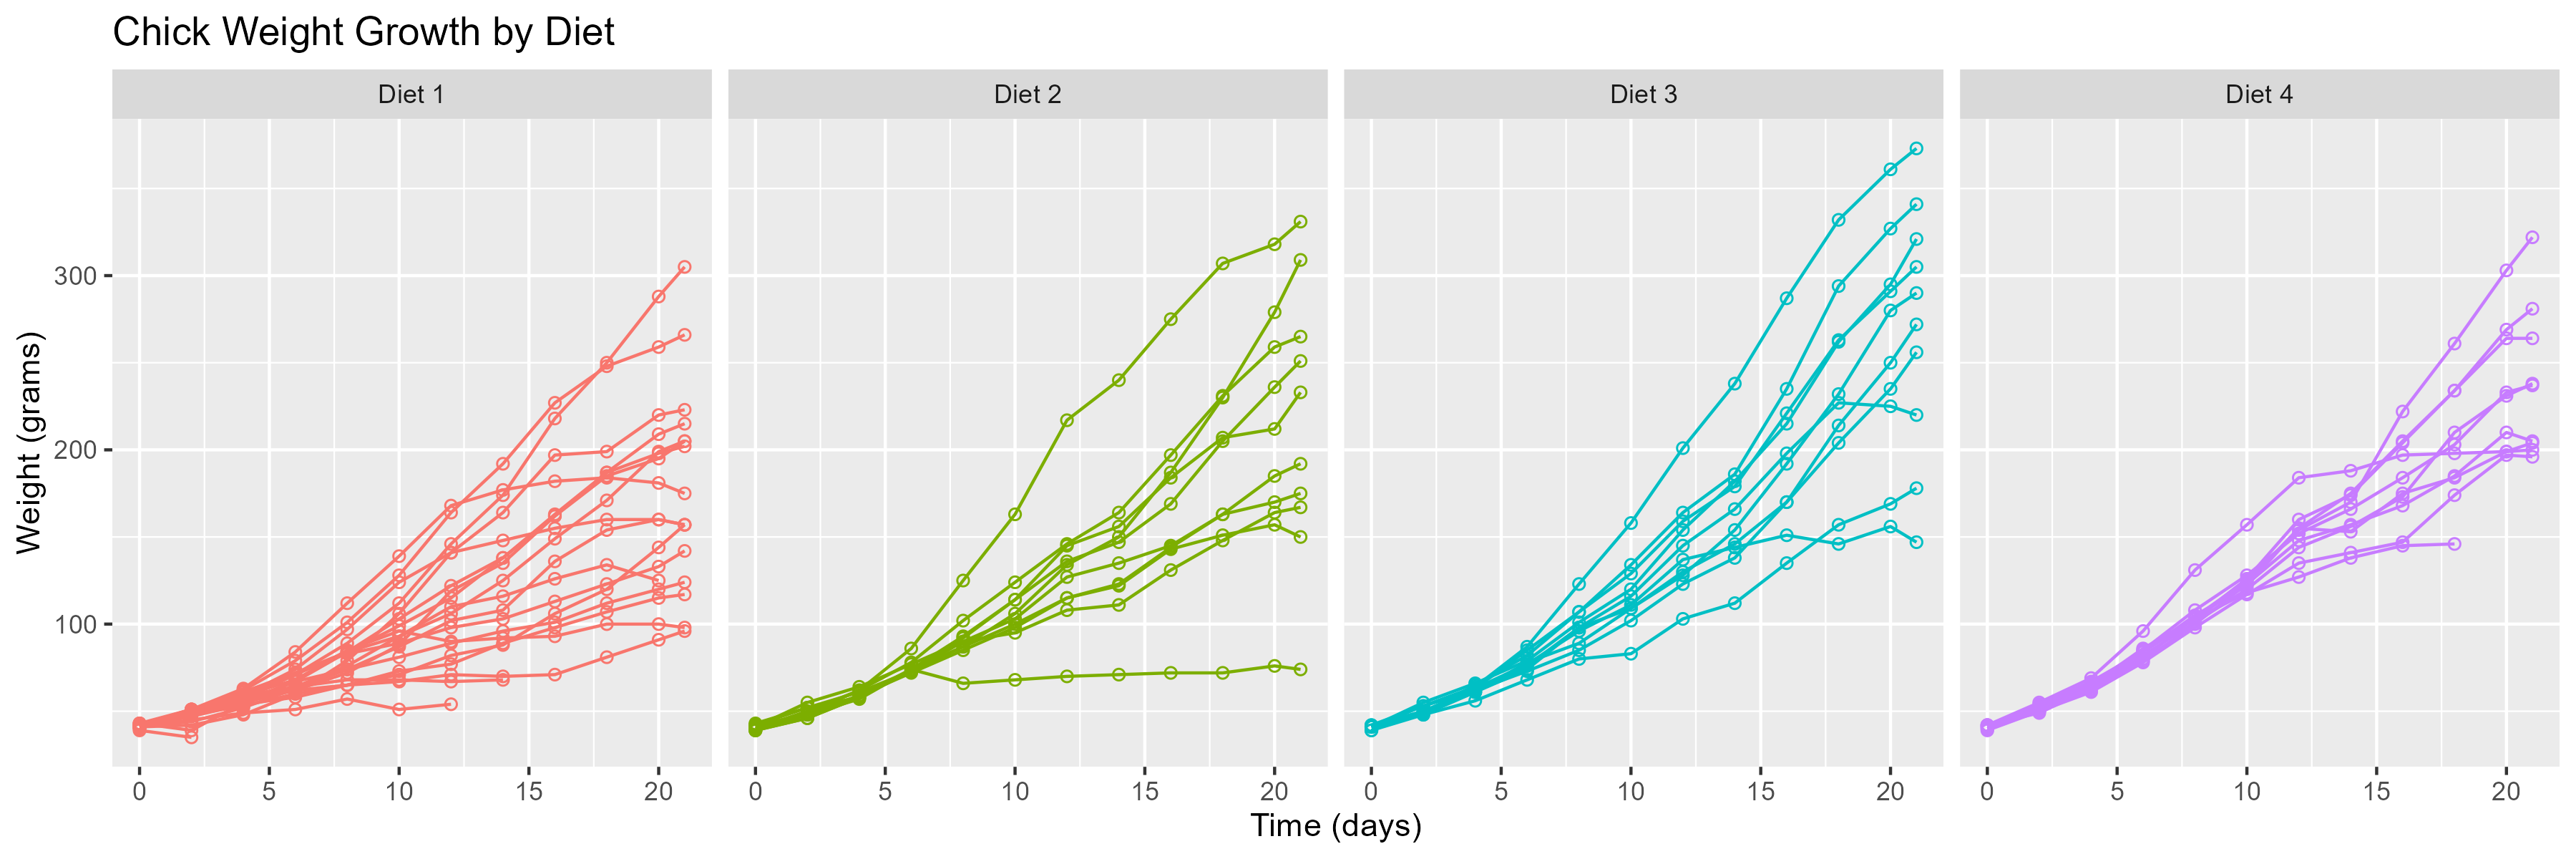 Chick Weight Growth by Diet
Diet 1 Diet 2 Diet 3 Diet 4
Weight (grams)
300
200
100
0 5 10 15 20 0 5 10 15 20 0 5 10 15 20 0 5 10 15 20
Time (days)